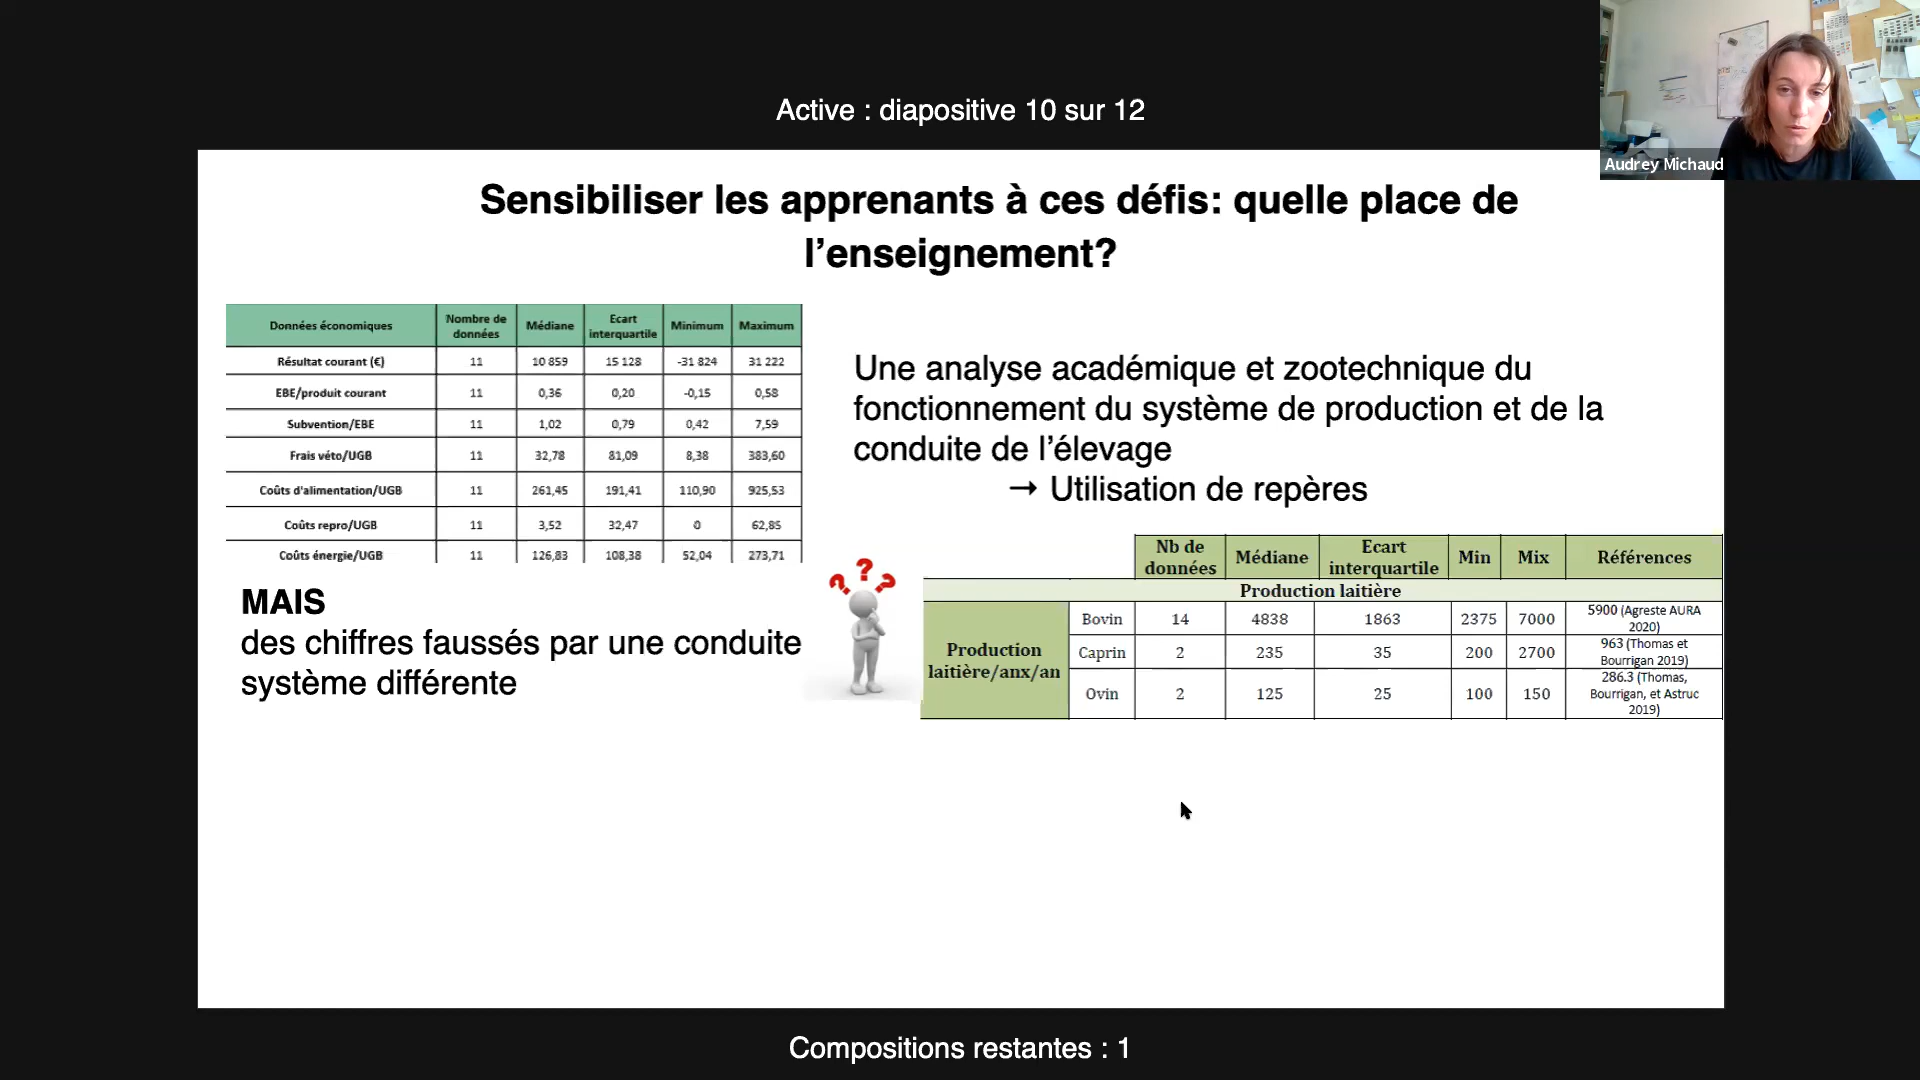 Active : diapositive 10 sur 12
Audrey Michaud
Sensibiliser les apprenants à ces défis: quelle place de
l’enseignement?
Données économiques Nombre de données Médiane Ecart interquartile Minimum Maximum
Résultat courant (€) 11 10 859 15 128 -31 824 31 222
EBE/produit courant 11 0,36 0,20 -0,15 0,58
Subvention/EBE 11 1,02 0,79 0,42 7,59
Frais véto/UGB 11 32,78 81,09 8,38 383,60
Coûts d'alimentation/UGB 11 261,45 191,41 110,90 925,53
Coûts repro/UGB 11 3,52 32,47 0 62,85
Coûts énergie/UGB 11 126,83 108,38 52,04 273,71
Une analyse académique et zootechnique du
fonctionnement du système de production et de la
conduite de l’élevage
→ Utilisation de repères
MAIS
des chiffres faussés par une conduite
système différente
? ? ?
Nb de données Médiane Ecart interquartile Min Mix Références
Production laitière
Production laitière/anx/an
Bovin 14 4838 1863 2375 7000 5900 (Agreste AURA 2020)
Caprin 2 235 35 200 2700 963 (Thomas et Bourrigan 2019)
Ovin 2 125 25 100 150 286.3 (Thomas, Bourrigan, et Astruc 2019)
Compositions restantes : 1